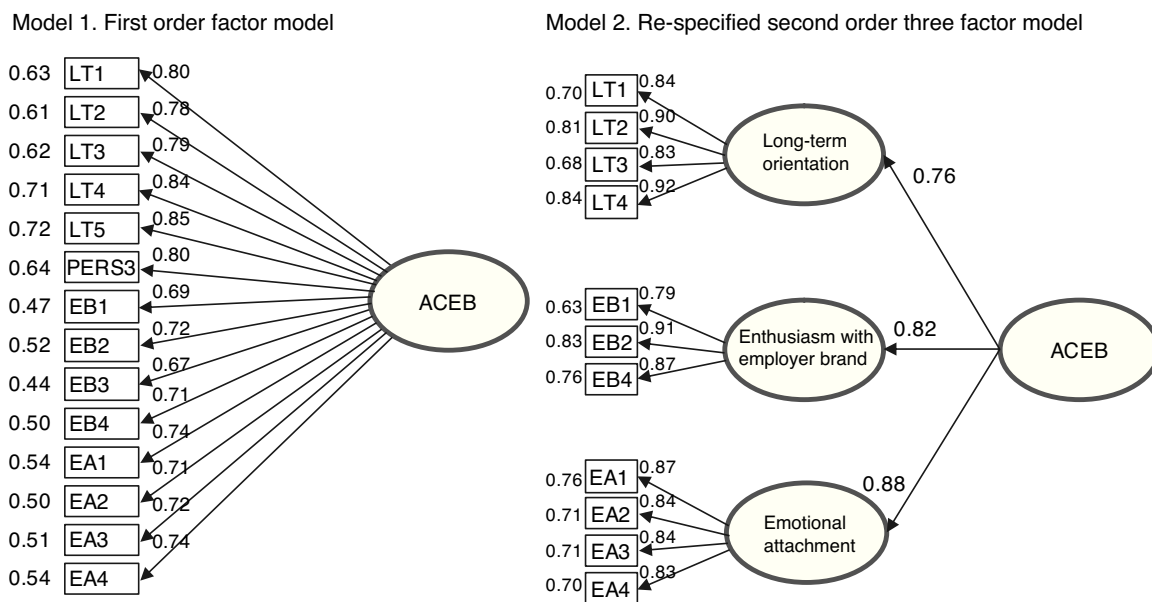 Model 1. First order factor model
0.63 LT1 0.80
0.61 LT2 0.78
0.62 LT3 0.79
0.71 LT4 0.84
0.72 LT5 0.85
0.64 PERS3 0.80
0.47 EB1 0.69
0.52 EB2 0.72
0.44 EB3 0.67
0.50 EB4 0.71
0.54 EA1 0.74
0.50 EA2 0.71
0.51 EA3 0.72
0.54 EA4 0.74
ACEB
Model 2. Re-specified second order three factor model
0.70 LT1 0.84
0.81 LT2 0.90
0.68 LT3 0.83
0.84 LT4 0.92
Long-term
orientation
0.76
0.63 EB1 0.79
0.83 EB2 0.91
0.76 EB4 0.87
Enthusiasm with
employer brand
0.82
ACEB
0.76 EA1 0.87
0.71 EA2 0.84
0.71 EA3 0.84
0.70 EA4 0.83
Emotional
attachment
0.88